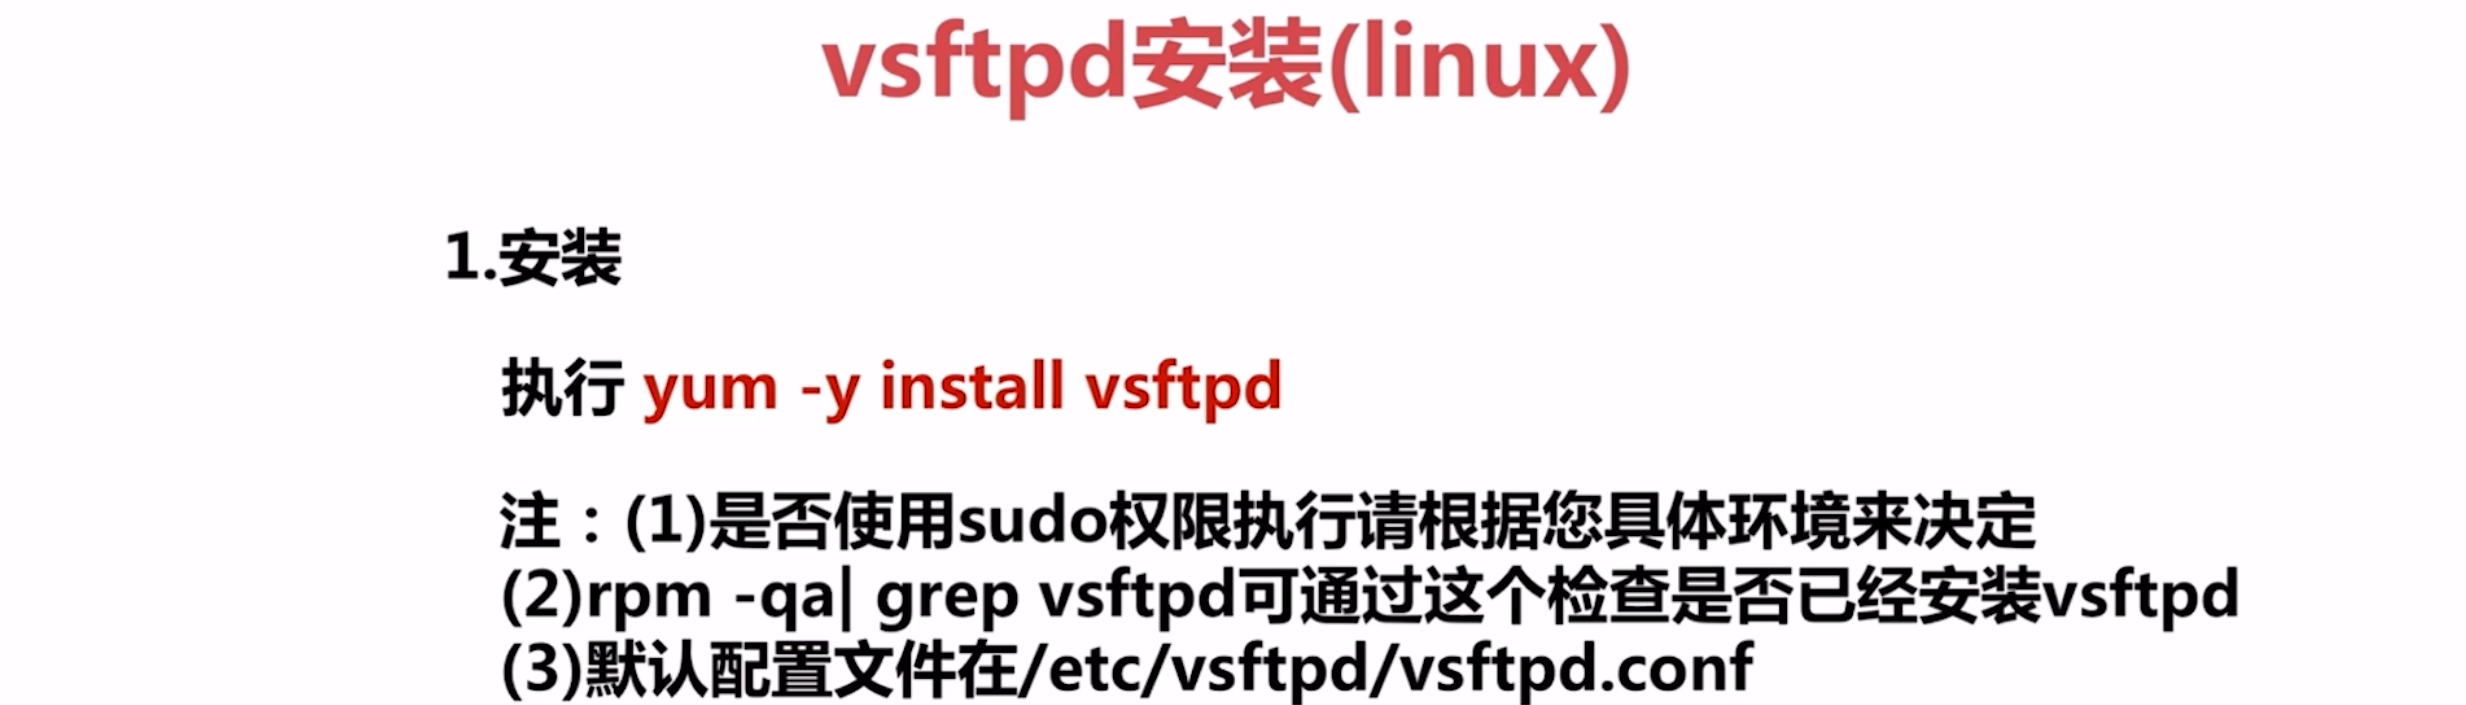 vsftpd安装(linux)
1.安装
执行 yum -y install vsftpd
注：(1)是否使用sudo权限执行请根据您具体环境来决定
(2)rpm -qa| grep vsftpd可通过这个检查是否已经安装vsftpd
(3)默认配置文件在/etc/vsftpd/vsftpd.conf